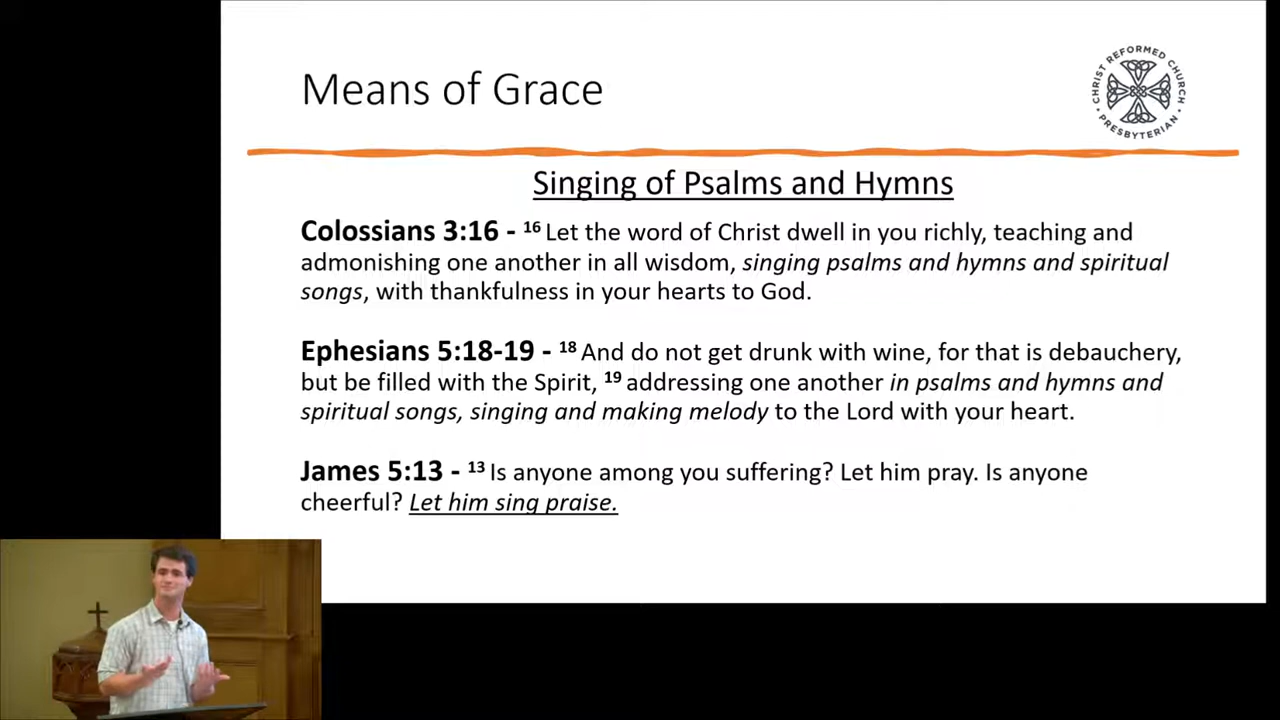 Means of Grace
CHRIST REFORMED CHURCH
PRESBYTERIAN
Singing of Psalms and Hymns
Colossians 3:16 - 16 Let the word of Christ dwell in you richly, teaching and
admonishing one another in all wisdom, singing psalms and hymns and spiritual
songs, with thankfulness in your hearts to God.
Ephesians 5:18-19 - 18 And do not get drunk with wine, for that is debauchery,
but be filled with the Spirit, 19 addressing one another in psalms and hymns and
spiritual songs, singing and making melody to the Lord with your heart.
James 5:13 - 13 Is anyone among you suffering? Let him pray. Is anyone
cheerful? Let him sing praise.